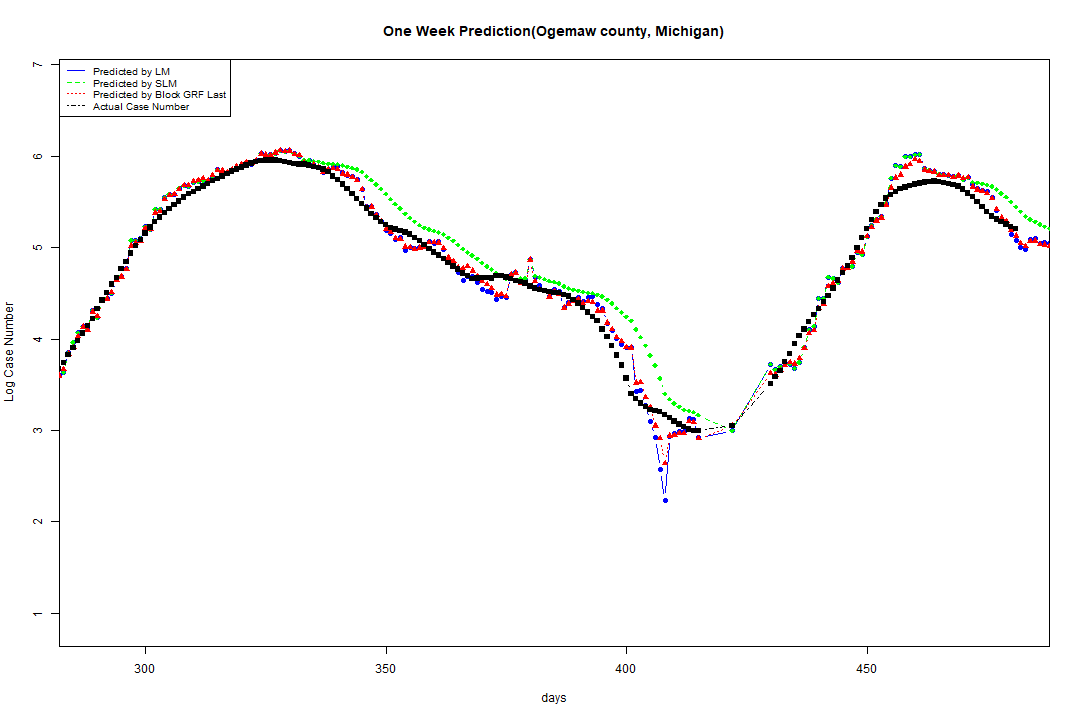 One Week Prediction(Ogemaw county, Michigan)
Predicted by LM
Predicted by SLM
Predicted by Block GRF Last
Actual Case Number
7
6
5
4
3
2
1
Log Case Number
300 350 400 450
days